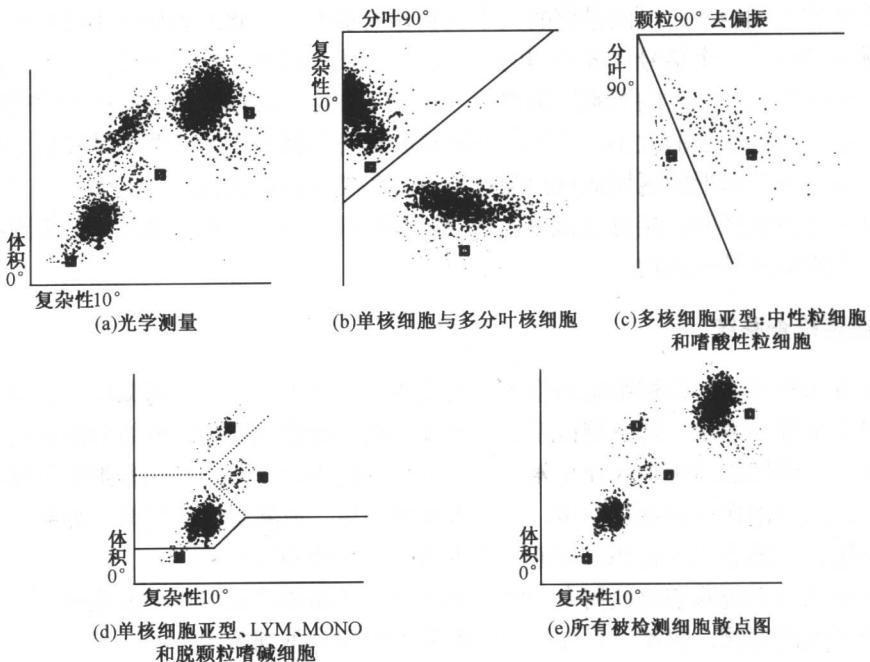 分叶90°
复杂性10°
体积0°
复杂性10°
(a)光学测量
(b)单核细胞与多分叶核细胞
颗粒90°去偏振
分叶90°
(c)多核细胞亚型:中性粒细胞
和嗜酸性粒细胞
体积0°
复杂性10°
(d)单核细胞亚型、LYM、MONO
和脱颗粒嗜碱细胞
体积0°
复杂性10°
(e)所有被检测细胞散点图